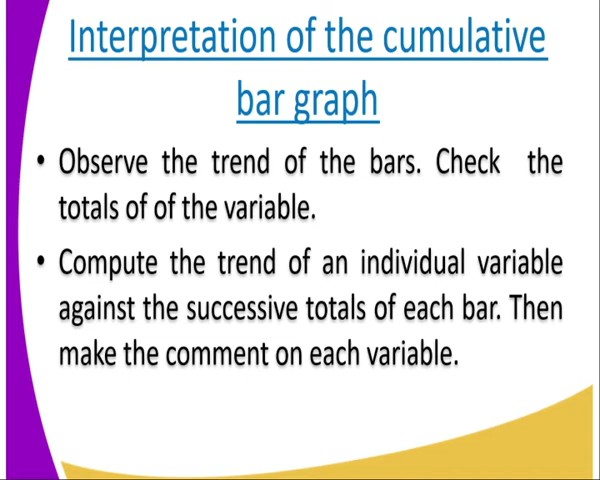 Interpretation of the cumulative
bar graph
• Observe the trend of the bars. Check the
totals of of the variable.
• Compute the trend of an individual variable
against the successive totals of each bar. Then
make the comment on each variable.